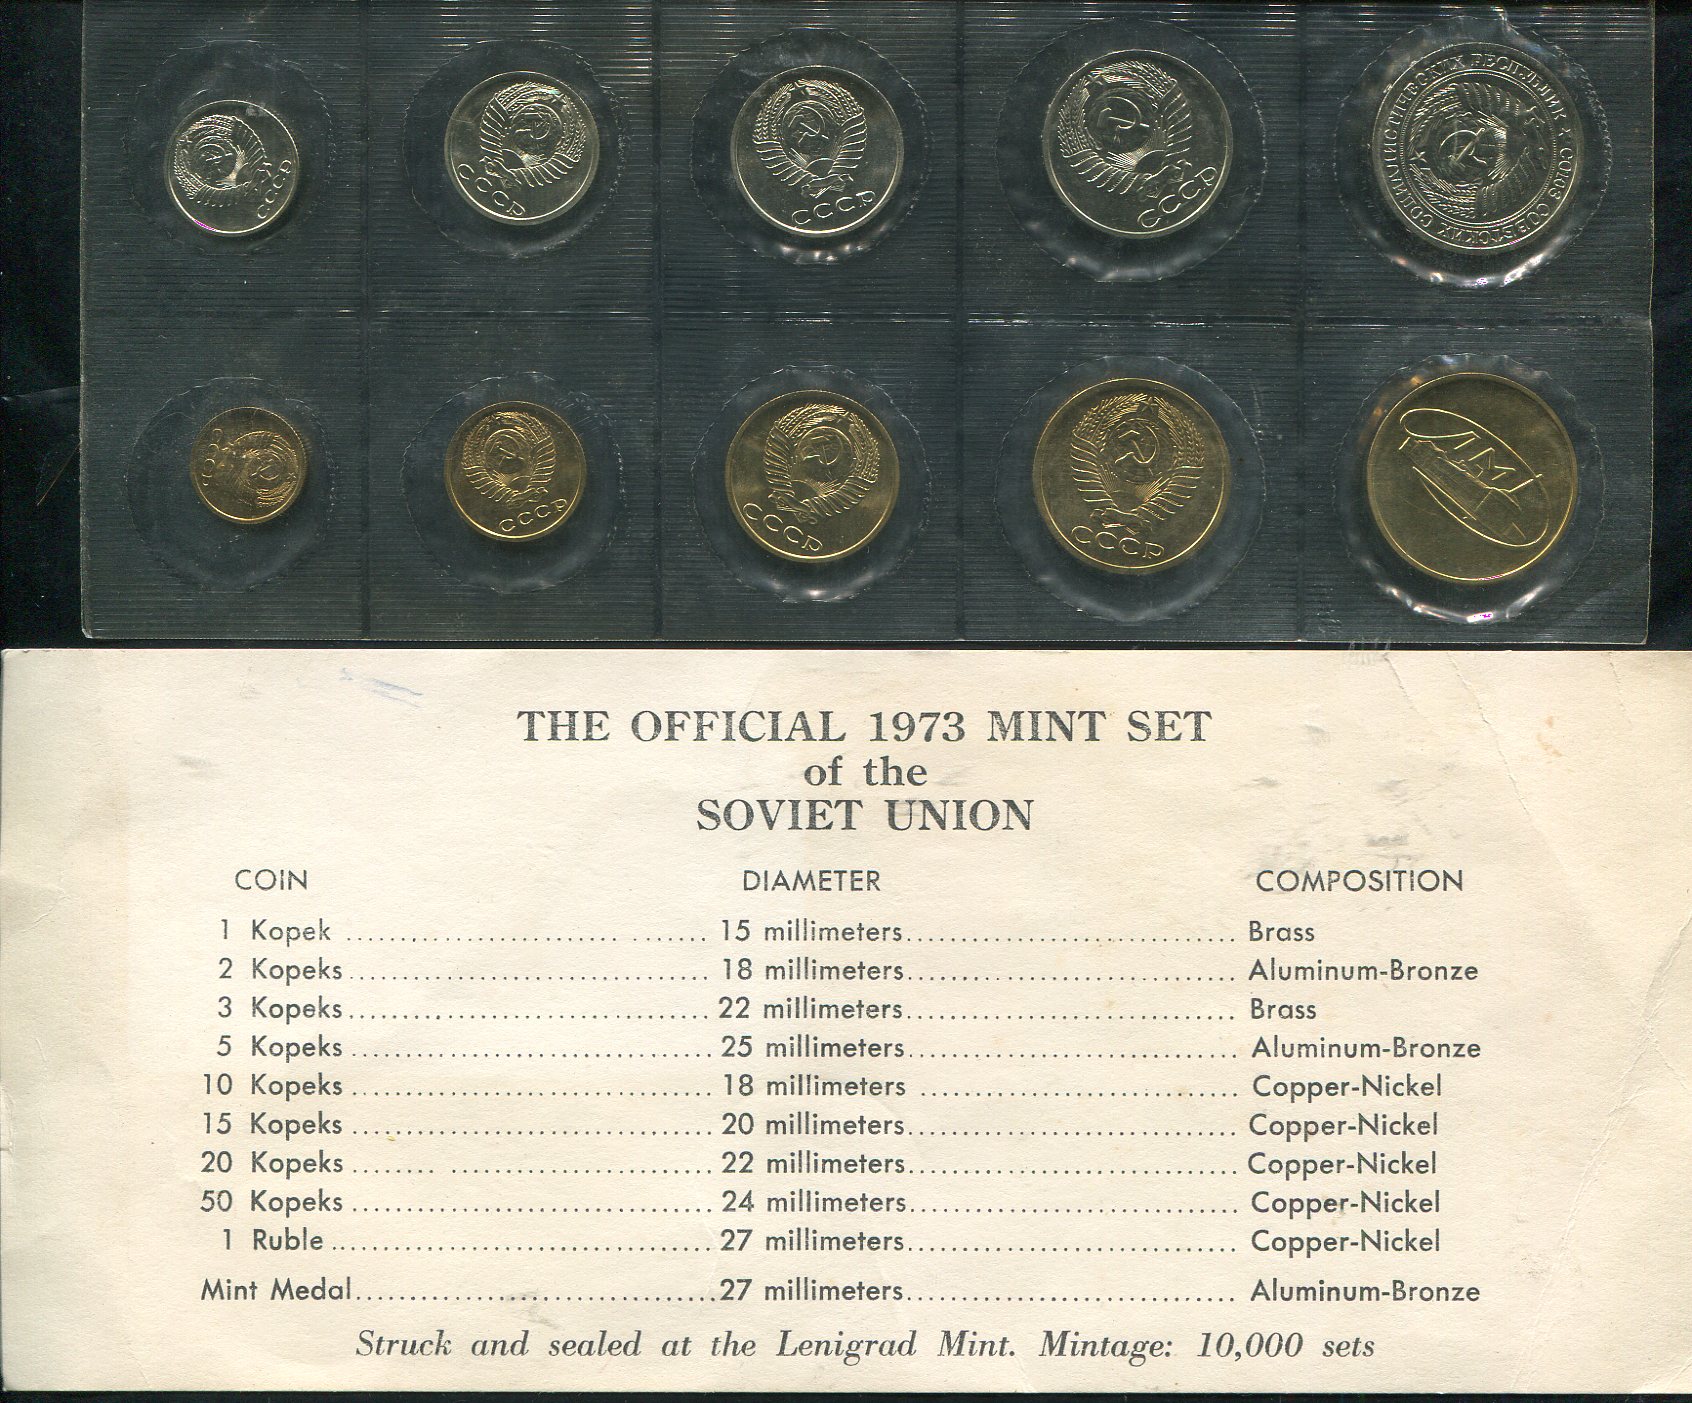 СССР
СССР
СССР
СССР
СОЮЗ СОВЕТСКИХ СОЦИАЛИСТИЧЕСКИХ РЕСПУБЛИК
СССР
СССР
СССР
СССР
ЛМД
THE OFFICIAL 1973 MINT SET
of the
SOVIET UNION
COIN DIAMETER COMPOSITION
1 Kopek ........ 15 millimeters ........ Brass
2 Kopeks ........ 18 millimeters ........ Aluminum-Bronze
3 Kopeks ........ 22 millimeters ........ Brass
5 Kopeks ........ 25 millimeters ........ Aluminum-Bronze
10 Kopeks ........ 18 millimeters ........ Copper-Nickel
15 Kopeks ........ 20 millimeters ........ Copper-Nickel
20 Kopeks ........ 22 millimeters ........ Copper-Nickel
50 Kopeks ........ 24 millimeters ........ Copper-Nickel
1 Ruble ........ 27 millimeters ........ Copper-Nickel
Mint Medal ........ 27 millimeters ........ Aluminum-Bronze
Struck and sealed at the Lenigrad Mint. Mintage: 10,000 sets